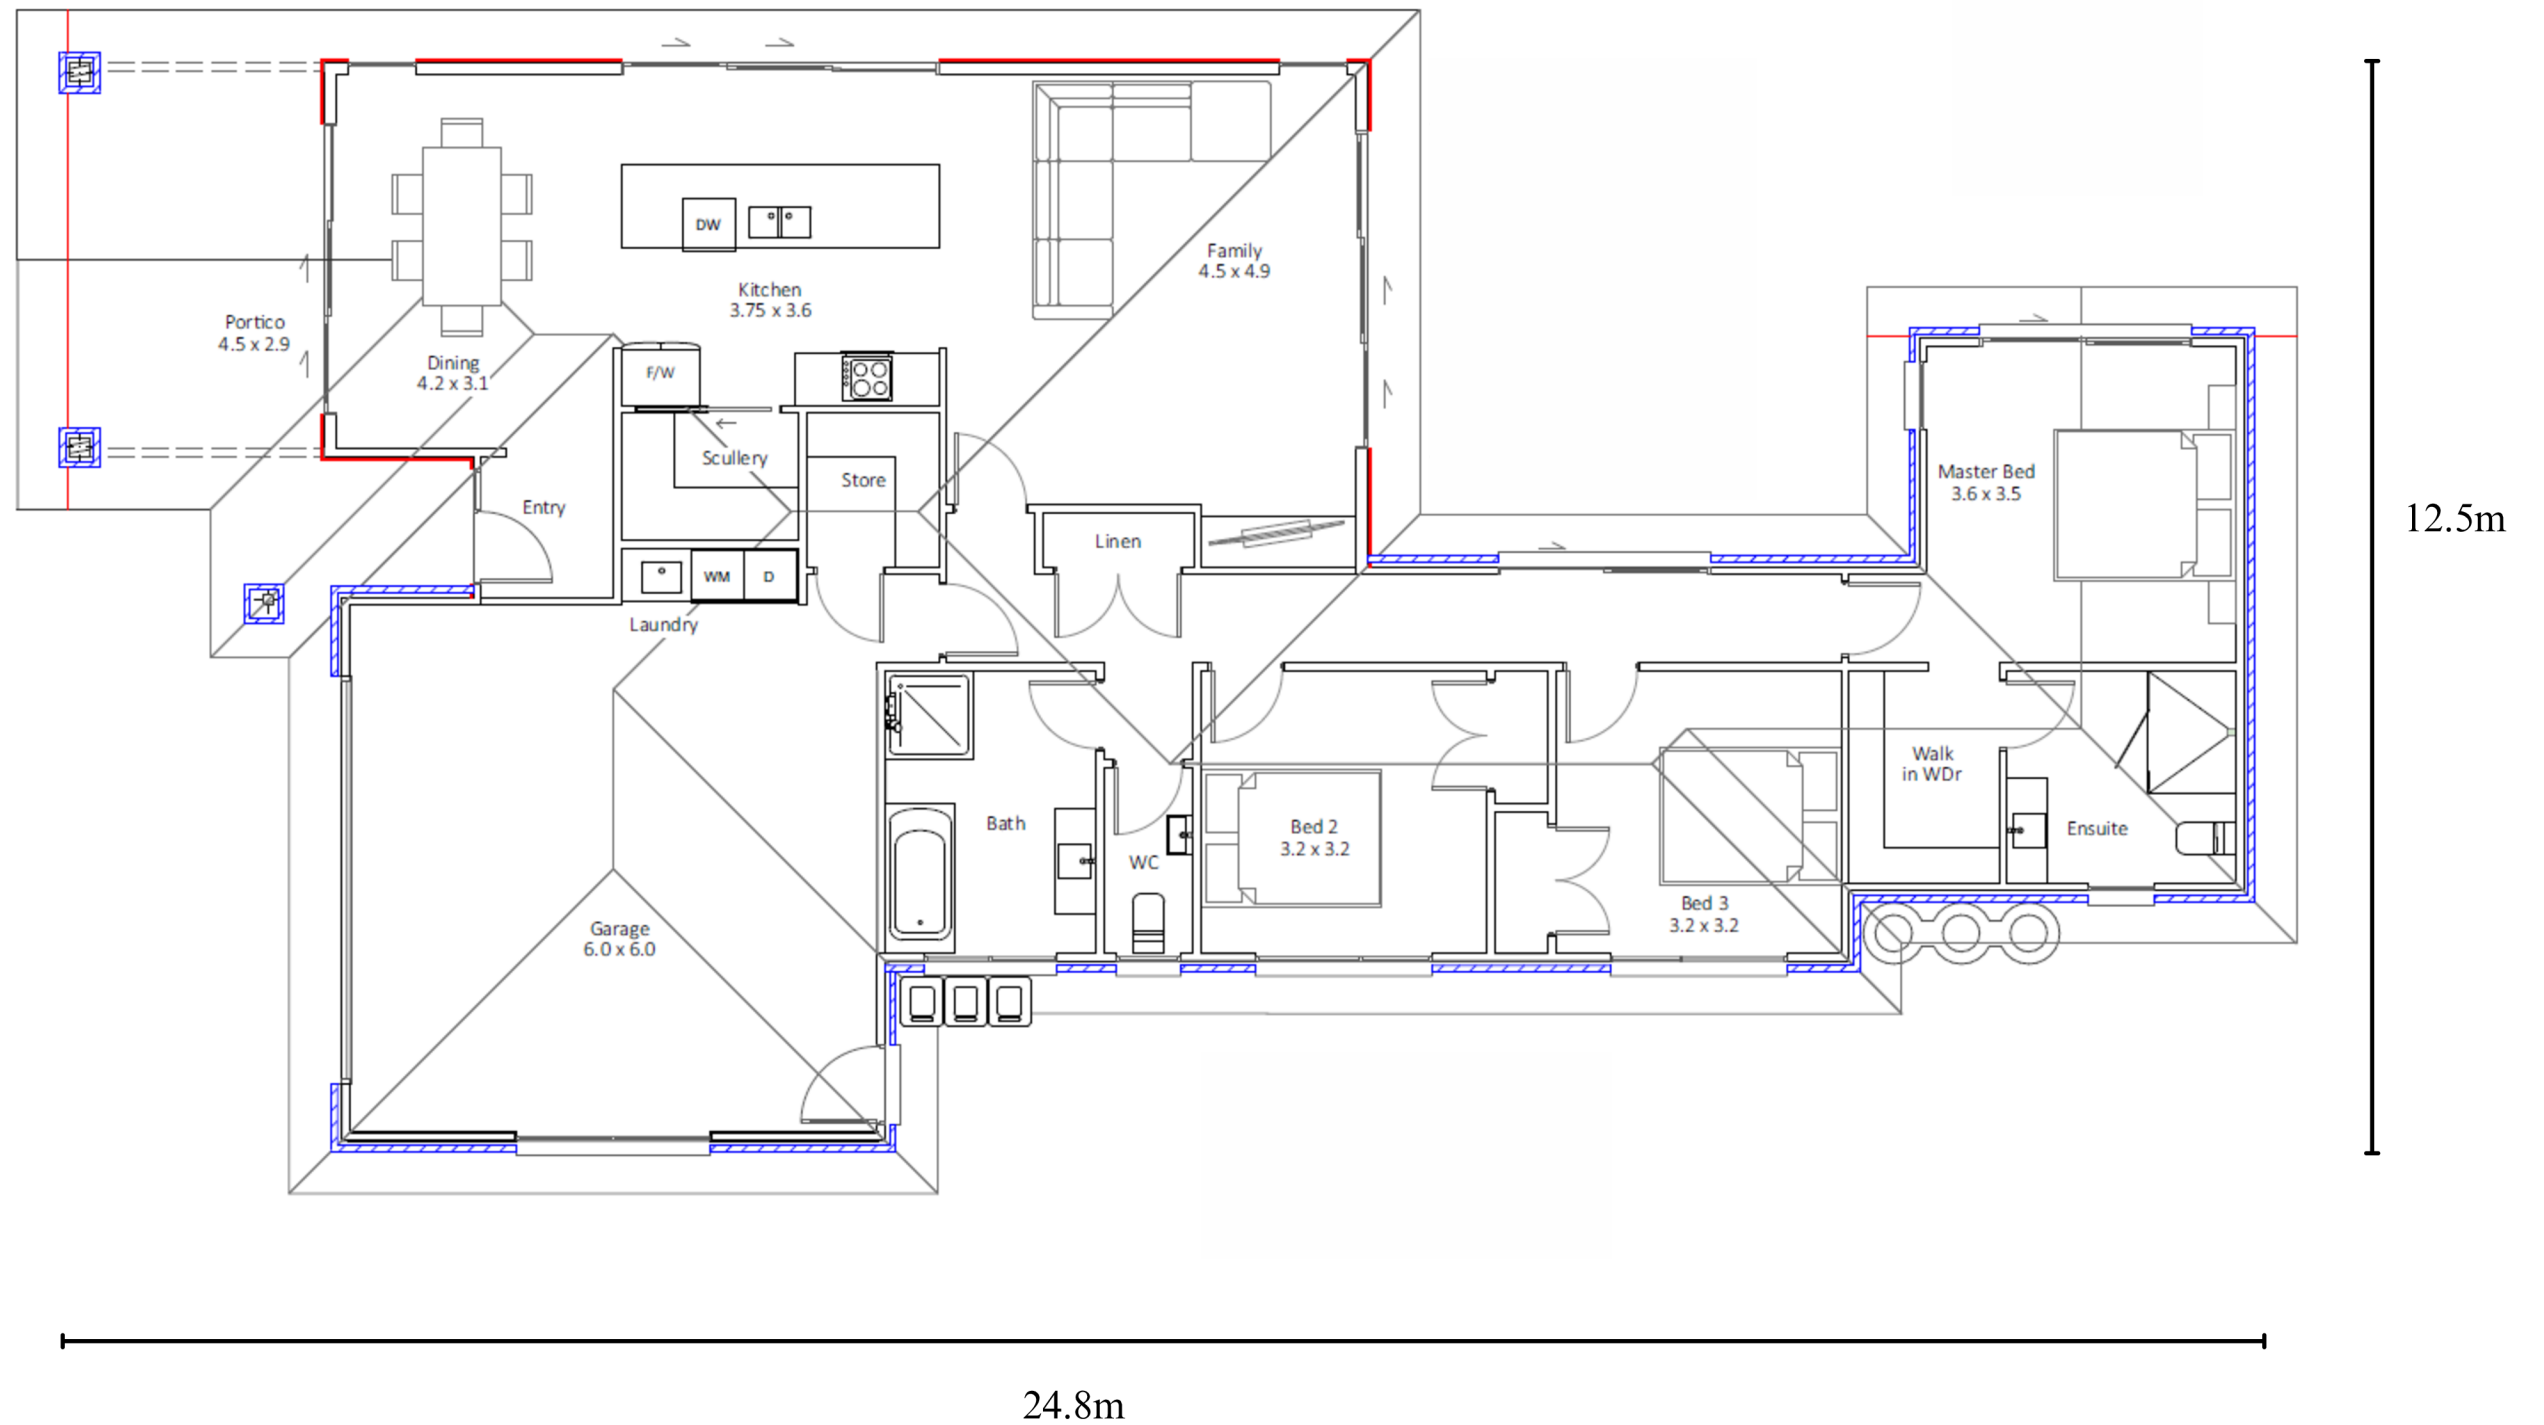 DW
Family
4.5 x 4.9
Kitchen
3.75 x 3.6
Portico
4.5 x 2.9
Dining
4.2 x 3.1
F/W
Scullery
Store
Entry
Linen
Master Bed
3.6 x 3.5
12.5m
WM
D
Laundry
Walk
in WDr
Bath
Bed 2
3.2 x 3.2
Ensuite
WC
Bed 3
3.2 x 3.2
Garage
6.0 x 6.0
24.8m